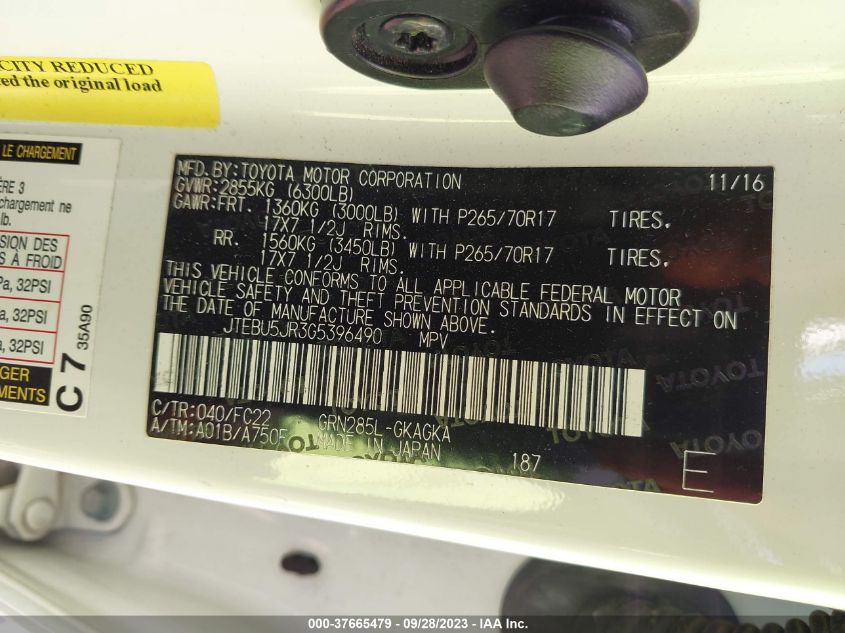 CITY REDUCED
ed the original load
LE CHARGEMENT
ÈRE 3
chargement ne
lb.
SION DES
S À FROID
Pa, 32PSI
a, 32PSI
a, 32PSI
GER
EMENTS
C 7 35A90
MFD.BY:TOYOTA MOTOR CORPORATION 11/16
GVWR:2855KG (6300LB)
GAWR:FRT. 1360KG (3000LB) WITH P265/70R17 TIRES.
17X7 1/2J RIMS.
RR. 1560KG (3450LB) WITH P265/70R17 TIRES.
17X7 1/2J RIMS.
THIS VEHICLE CONFORMS TO ALL APPLICABLE FEDERAL MOTOR
VEHICLE SAFETY AND THEFT PREVENTION STANDARDS IN EFFECT ON
THE DATE OF MANUFACTURE SHOWN ABOVE.
JTEBU5JR3G5396490 MPV
C/TR:040/FC22 GRN285L-GKAGKA
A/TM:A01B/A750F MADE IN JAPAN 187
E
000-37665479 - 09/28/2023 - IAA Inc.